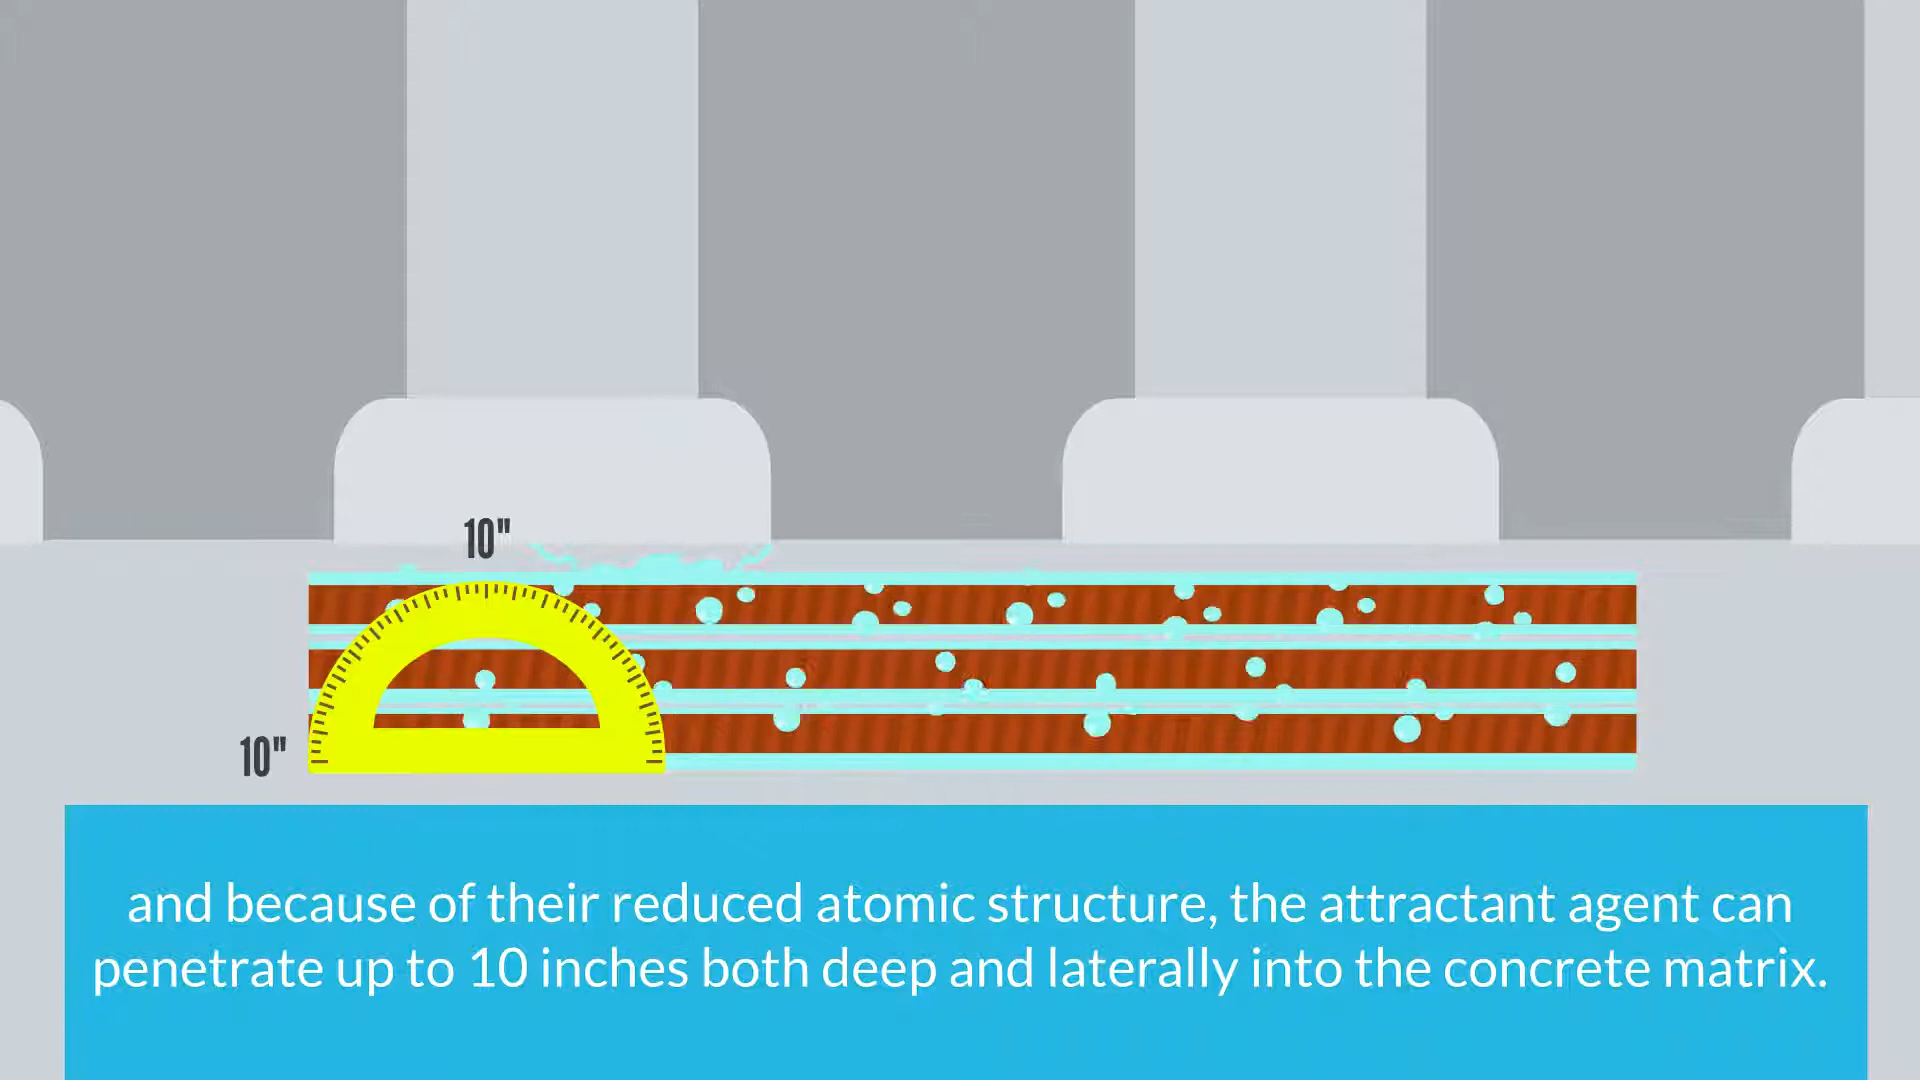 10"
10"
and because of their reduced atomic structure, the attractant agent can
penetrate up to 10 inches both deep and laterally into the concrete matrix.